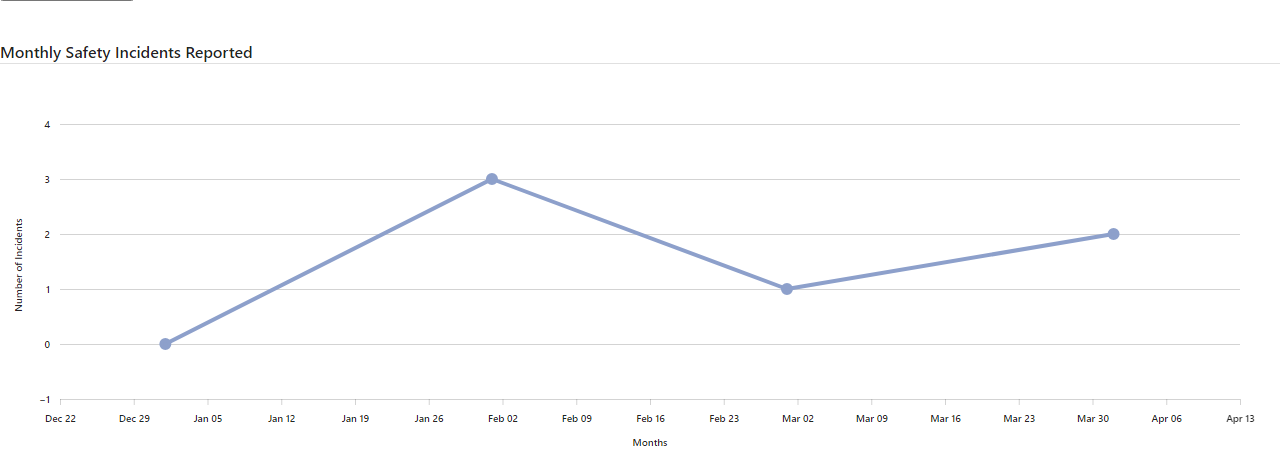 Monthly Safety Incidents Reported
4
3
2
1
0
−1
Number of Incidents
Dec 22 Dec 29 Jan 05 Jan 12 Jan 19 Jan 26 Feb 02 Feb 09 Feb 16 Feb 23 Mar 02 Mar 09 Mar 16 Mar 23 Mar 30 Apr 06 Apr 13
Months